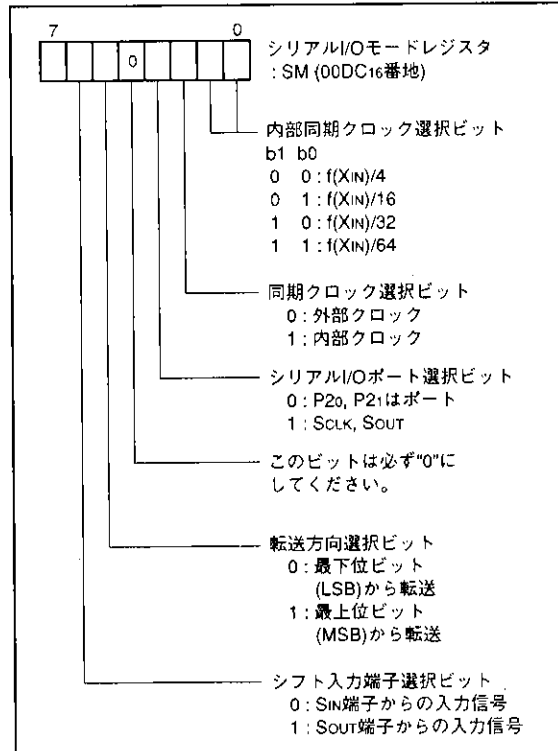 7 0
0
シリアルI/Oモードレジスタ
: SM (00DC16番地)
内部同期クロック選択ビット
b1 b0
0 0 : f(XIN)/4
0 1 : f(XIN)/16
1 0 : f(XIN)/32
1 1 : f(XIN)/64
同期クロック選択ビット
0 : 外部クロック
1 : 内部クロック
シリアルI/Oポート選択ビット
0 : P20, P21はポート
1 : SCLK, SOUT
このビットは必ず"0"に
してください。
転送方向選択ビット
0 : 最下位ビット
(LSB)から転送
1 : 最上位ビット
(MSB)から転送
シフト入力端子選択ビット
0 : SIN端子からの入力信号
1 : SOUT端子からの入力信号